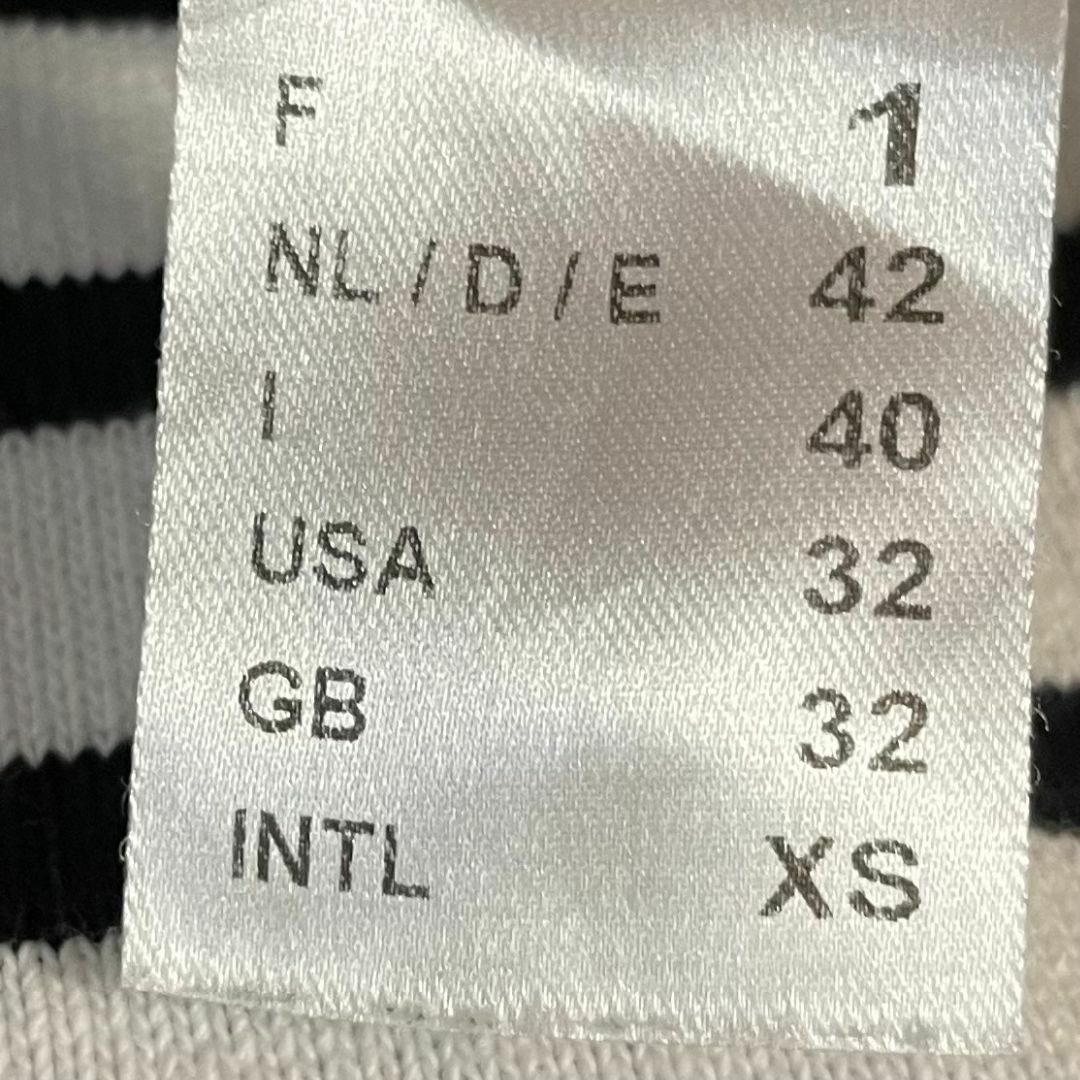 F 1
NL / D / E 42
I 40
USA 32
GB 32
INTL XS